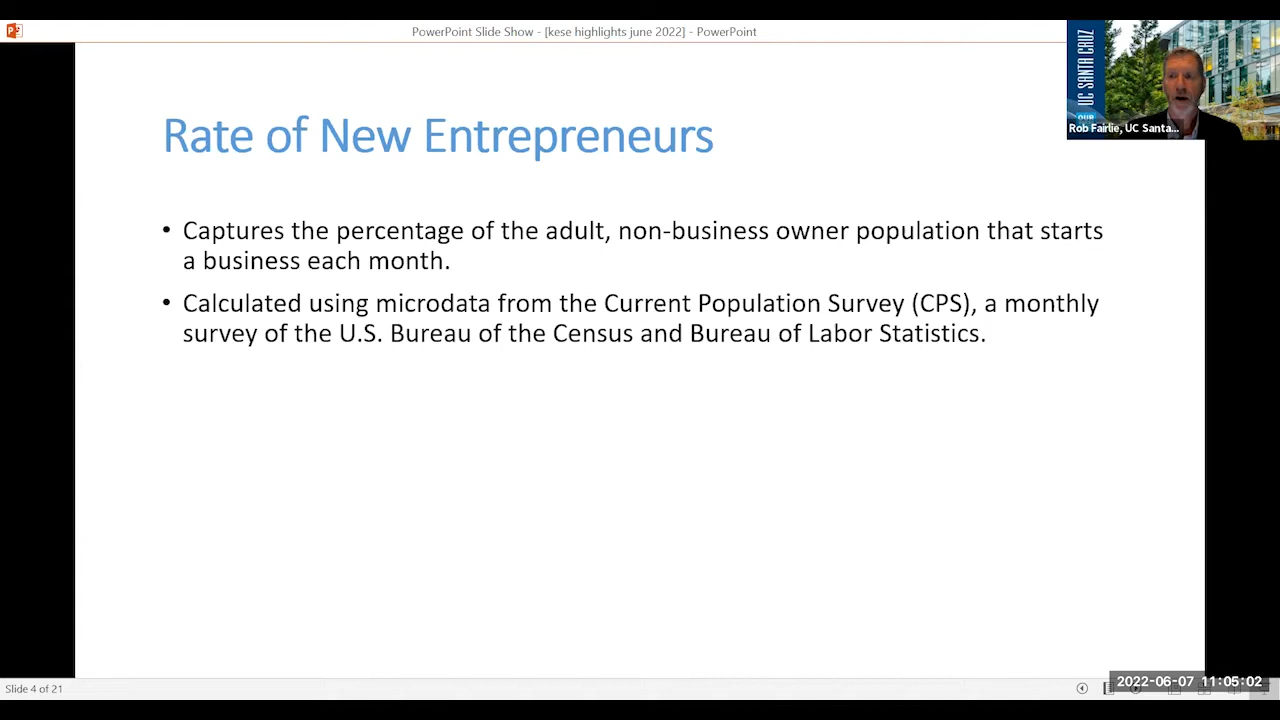 PowerPoint Slide Show - [kese highlights june 2022] - PowerPoint
UC SANTA CRUZ
OUR
Rob Fairlie, UC Santa...
Rate of New Entrepreneurs
• Captures the percentage of the adult, non-business owner population that starts
a business each month.
• Calculated using microdata from the Current Population Survey (CPS), a monthly
survey of the U.S. Bureau of the Census and Bureau of Labor Statistics.
Slide 4 of 21
2022-06-07 11:05:02